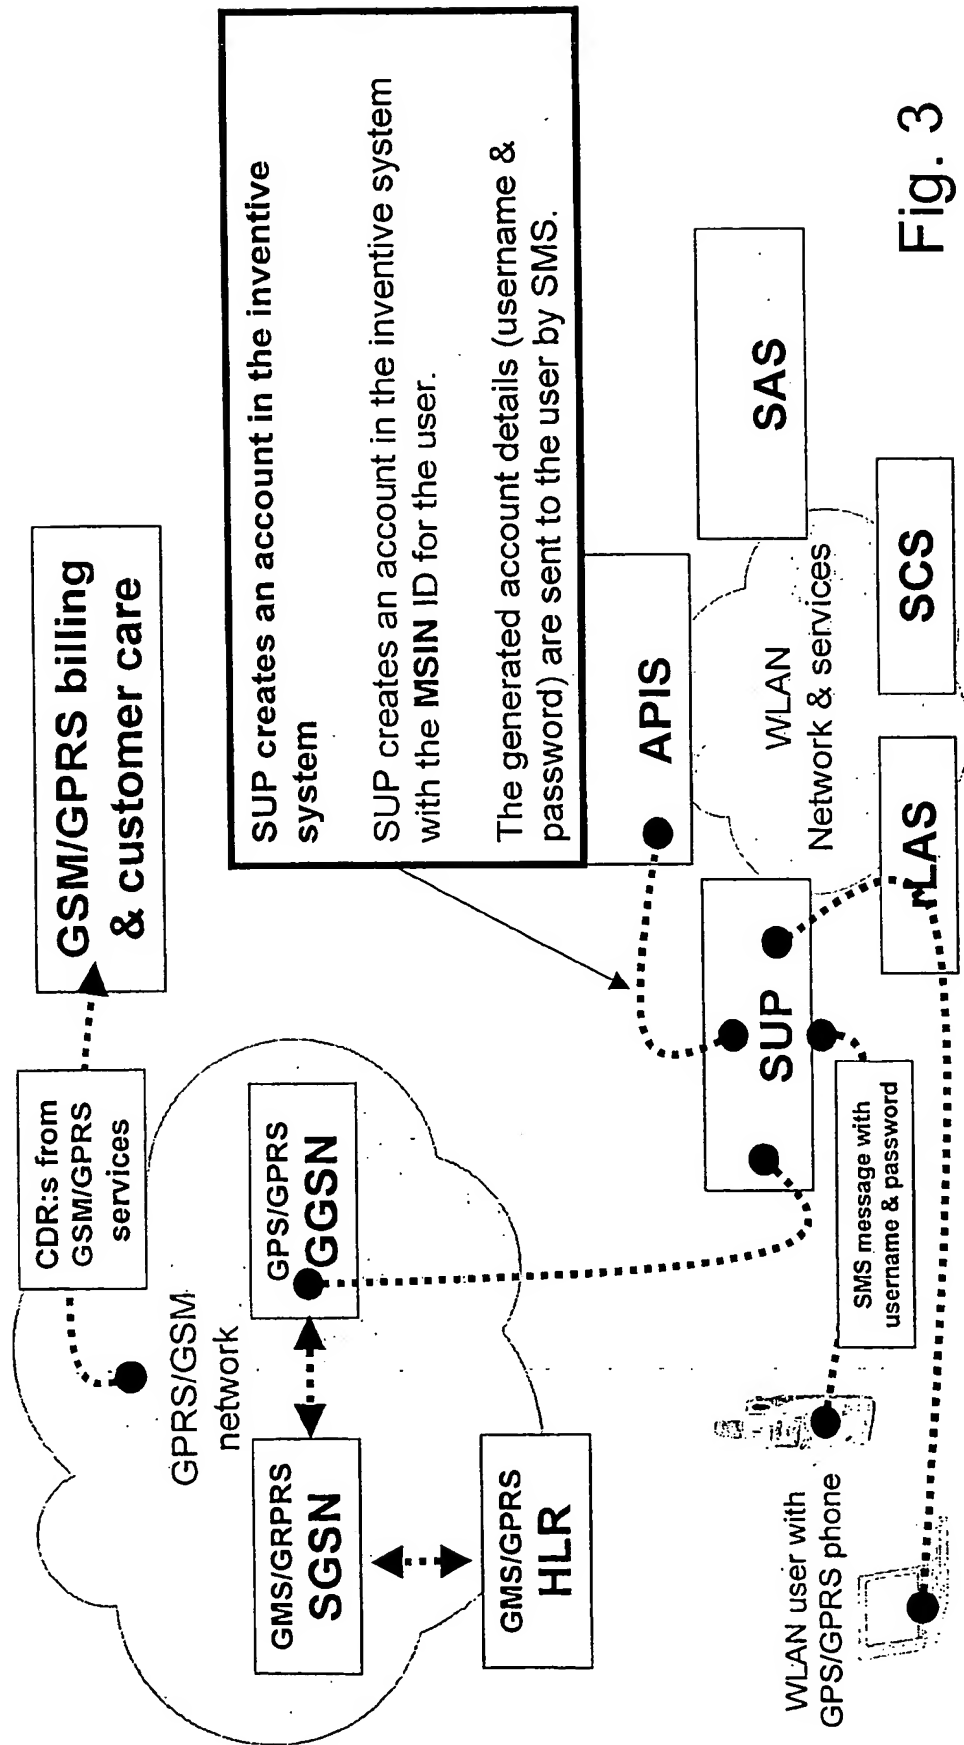 CDR:s from
GSM/GPRS
services
GSM/GPRS billing
& customer care
GPRS/GSM
network
GMS/GRPRS
SGSN
GPS/GPRS
GGSN
GMS/GPRS
HLR
SUP creates an account in the inventive
system
SUP creates an account in the inventive system
with the MSIN ID for the user.
The generated account details (username &
password) are sent to the user by SMS.
APIS
SUP
SAS
WLAN
Network & services
LAS
SCS
SMS message with
username & password
WLAN user with
GPS/GPRS phone
Fig. 3